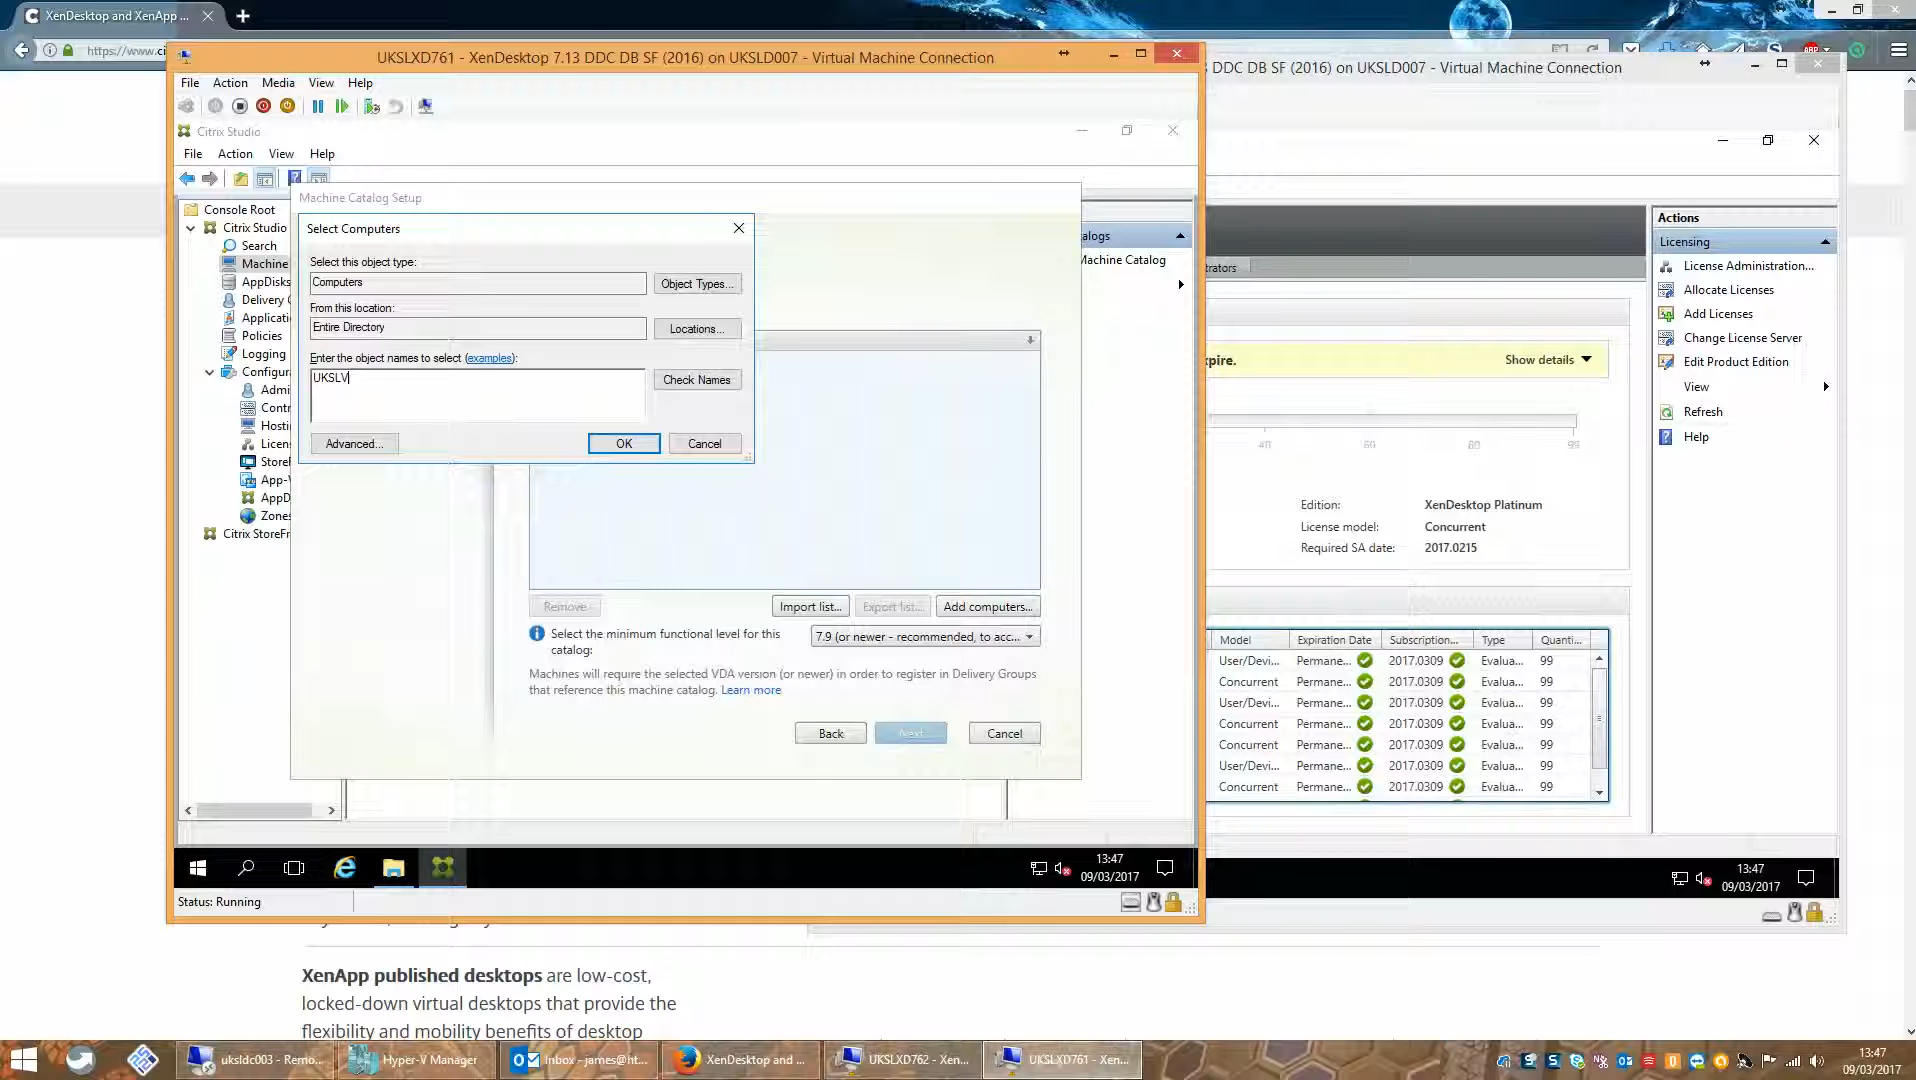 XenDesktop and XenApp ...
https://www.ci
UKSLXD761 - XenDesktop 7.13 DDC DB SF (2016) on UKSLD007 - Virtual Machine Connection
DDC DB SF (2016) on UKSLD007 - Virtual Machine Connection
File Action Media View Help
Citrix Studio
File Action View Help
Machine Catalog Setup
Console Root
Citrix Studio
Search
Machine
AppDisks
Delivery
Applicati
Policies
Logging
Configur
Admi
Contr
Hosti
Licen
StoreF
App-V
AppD
Zones
Citrix StoreFr
Select Computers
Select this object type:
Computers
Object Types...
From this location:
Entire Directory
Locations...
Enter the object names to select (examples):
UKSLV
Check Names
Advanced...
OK
Cancel
Remove
Import list...
Export list...
Add computers...
Select the minimum functional level for this
catalog:
7.9 (or newer - recommended, to acc...
Machines will require the selected VDA version (or newer) in order to register in Delivery Groups
that reference this machine catalog. Learn more
Back
Next
Cancel
alogs
Machine Catalog
13:47
09/03/2017
Status: Running
trators
xpire.
Show details
40 60 80 99
Edition: XenDesktop Platinum
License model: Concurrent
Required SA date: 2017.0215
Model Expiration Date Subscription... Type Quanti...
User/Devi... Permane... 2017.0309 Evalua... 99
Concurrent Permane... 2017.0309 Evalua... 99
User/Devi... Permane... 2017.0309 Evalua... 99
Concurrent Permane... 2017.0309 Evalua... 99
Concurrent Permane... 2017.0309 Evalua... 99
User/Devi... Permane... 2017.0309 Evalua... 99
Concurrent Permane... 2017.0309 Evalua... 99
Actions
Licensing
License Administration...
Allocate Licenses
Add Licenses
Change License Server
Edit Product Edition
View
Refresh
Help
13:47
09/03/2017
XenApp published desktops are low-cost,
locked-down virtual desktops that provide the
flexibility and mobility benefits of desktop
uksldc003 - Remo...
Hyper-V Manager
Inbox - james@ht...
XenDesktop and ...
UKSLXD762 - Xen...
UKSLXD761 - Xen...
13:47
09/03/2017